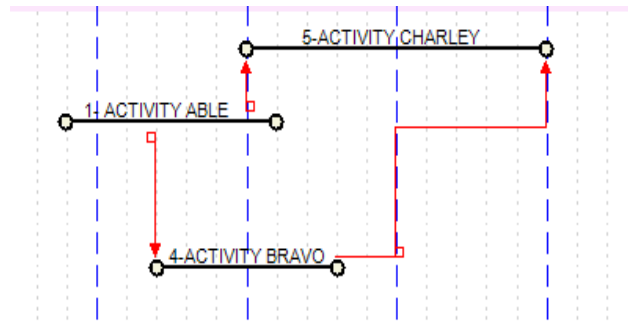 5-ACTIVITY CHARLEY
1- ACTIVITY ABLE
4-ACTIVITY BRAVO